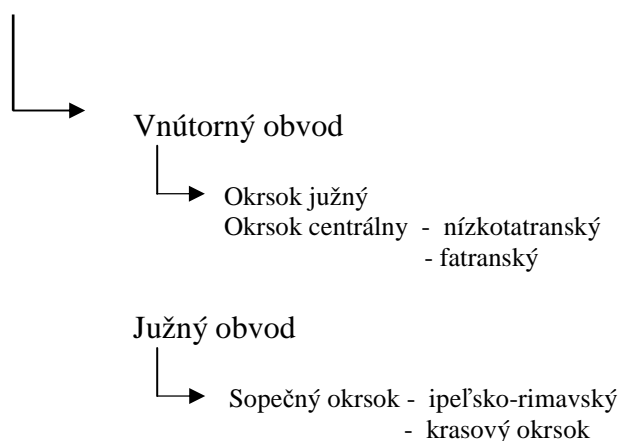 Vnútorný obvod
Okrsok južný
Okrsok centrálny - nízkotatranský
- fatranský
Južný obvod
Sopečný okrsok - ipeľsko-rimavský
- krasový okrsok